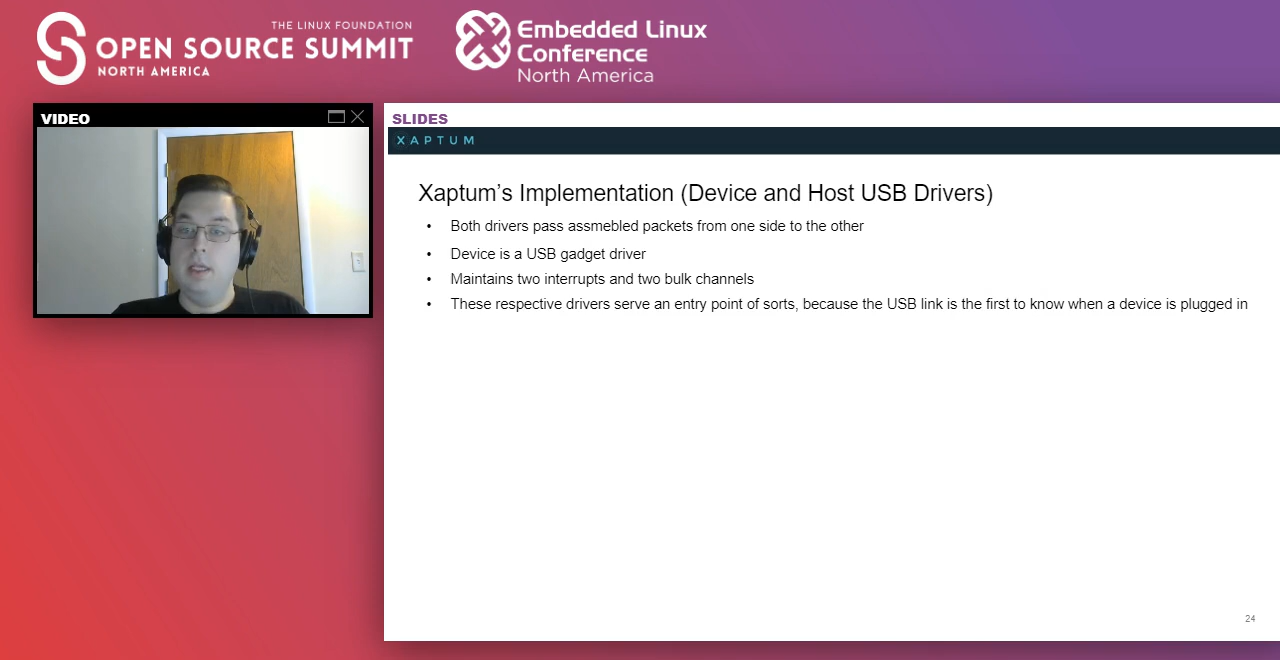 THE LINUX FOUNDATION
OPEN SOURCE SUMMIT
NORTH AMERICA
Embedded Linux
Conference
North America
VIDEO
SLIDES
XAPTUM
Xaptum’s Implementation (Device and Host USB Drivers)
• Both drivers pass assmebled packets from one side to the other
• Device is a USB gadget driver
• Maintains two interrupts and two bulk channels
• These respective drivers serve an entry point of sorts, because the USB link is the first to know when a device is plugged in
24